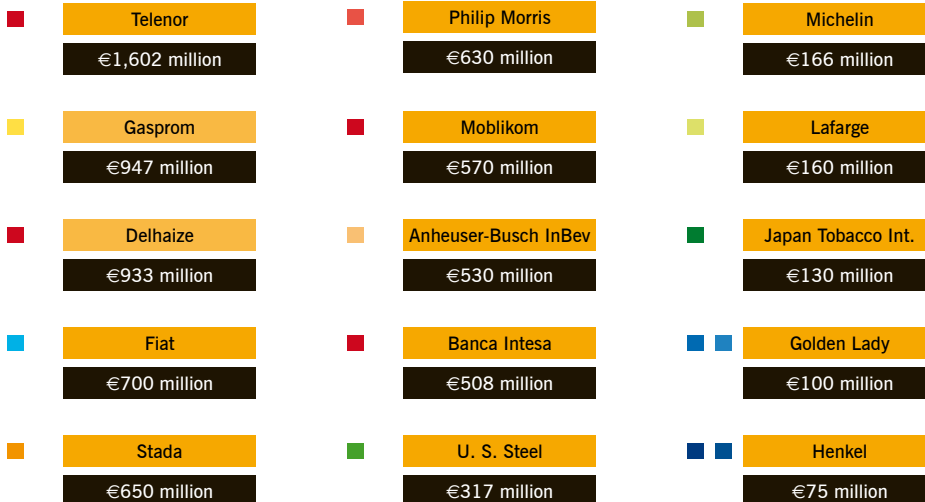 Telenor
€1,602 million
Gasprom
€947 million
Delhaize
€933 million
Fiat
€700 million
Stada
€650 million
Philip Morris
€630 million
Moblikom
€570 million
Anheuser-Busch InBev
€530 million
Banca Intesa
€508 million
U. S. Steel
€317 million
Michelin
€166 million
Lafarge
€160 million
Japan Tobacco Int.
€130 million
Golden Lady
€100 million
Henkel
€75 million